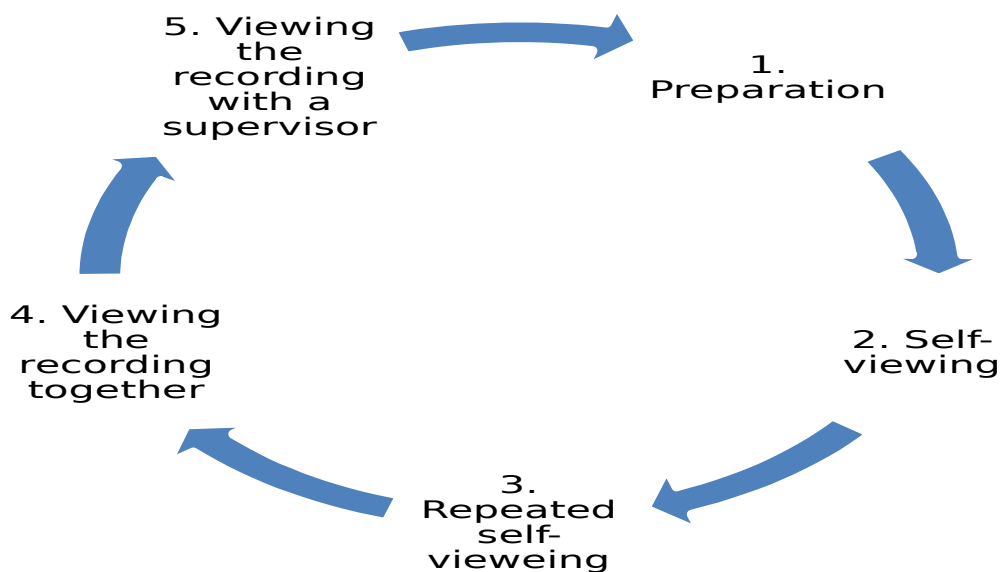 1.
Preparation
2. Self-
viewing
3.
Repeated
self-
vieweing
4. Viewing
the
recording
together
5. Viewing
the
recording
with a
supervisor